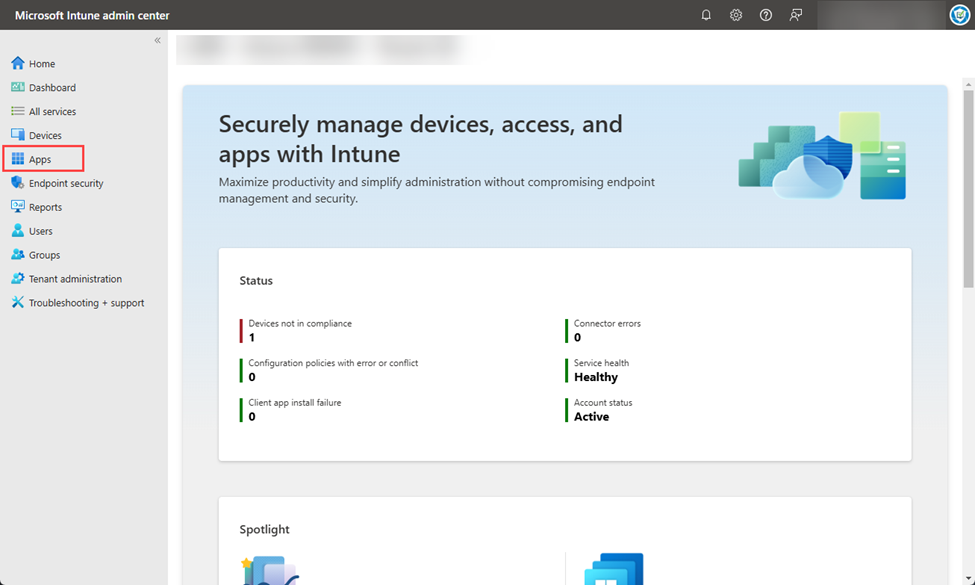 Microsoft Intune admin center
Home
Dashboard
All services
Devices
Apps
Endpoint security
Reports
Users
Groups
Tenant administration
Troubleshooting + support
Securely manage devices, access, and
apps with Intune
Maximize productivity and simplify administration without compromising endpoint
management and security.
Status
Devices not in compliance
1
Configuration policies with error or conflict
0
Client app install failure
0
Connector errors
0
Service health
Healthy
Account status
Active
Spotlight